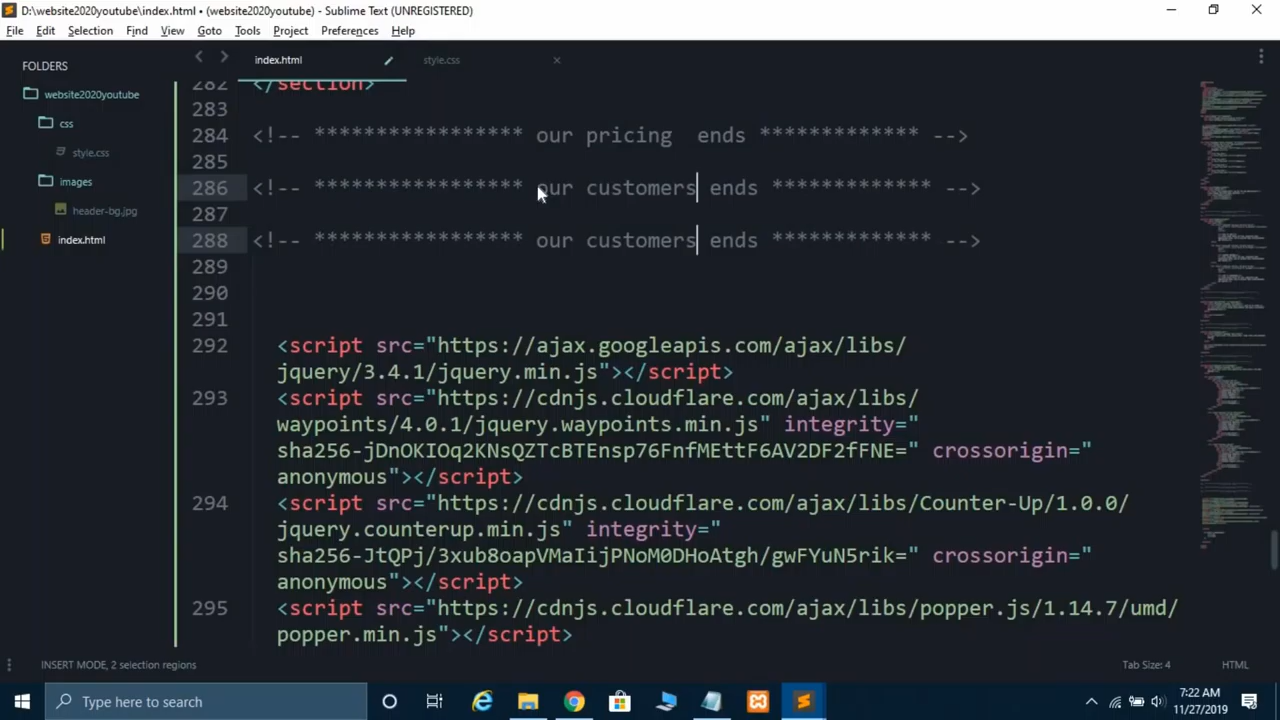 D:\website2020youtube\index.html • (website2020youtube) - Sublime Text (UNREGISTERED)
File Edit Selection Find View Goto Tools Project Preferences Help
FOLDERS
website2020youtube
css
style.css
images
header-bg.jpg
index.html
index.html style.css
282 </section>
283
284 <!-- ***************** our pricing  ends ************* -->
285
286 <!-- ***************** our customers ends ************* -->
287
288 <!-- ***************** our customers ends ************* -->
289
290
291
292 <script src="https://ajax.googleapis.com/ajax/libs/
jquery/3.4.1/jquery.min.js"></script>
293 <script src="https://cdnjs.cloudflare.com/ajax/libs/
waypoints/4.0.1/jquery.waypoints.min.js" integrity="
sha256-jDnOKIOq2KNsQZTcBTEnsp76FnfMEttF6AV2DF2fFNE=" crossorigin="
anonymous"></script>
294 <script src="https://cdnjs.cloudflare.com/ajax/libs/Counter-Up/1.0.0/
jquery.counterup.min.js" integrity="
sha256-JtQPj/3xub8oapVMaIijPNoM0DHoAtgh/gwFYuN5rik=" crossorigin="
anonymous"></script>
295 <script src="https://cdnjs.cloudflare.com/ajax/libs/popper.js/1.14.7/umd/
popper.min.js"></script>
INSERT MODE, 2 selection regions
Tab Size: 4 HTML
Type here to search
7:22 AM
11/27/2019